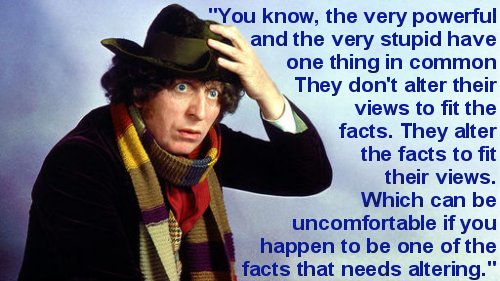 "You know, the very powerful
and the very stupid have
one thing in common
They don't alter their
views to fit the
facts. They alter
the facts to fit
their views.
Which can be
uncomfortable if you
happen to be one of the
facts that needs altering."